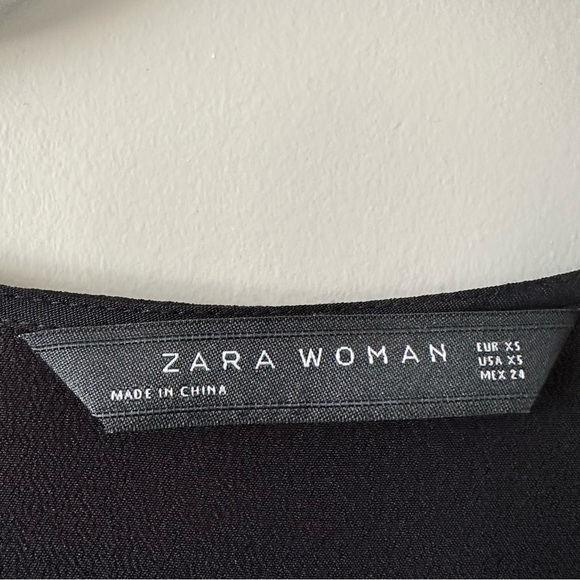 ZARA WOMAN
EUR XS
USA XS
MEX 24
MADE IN CHINA